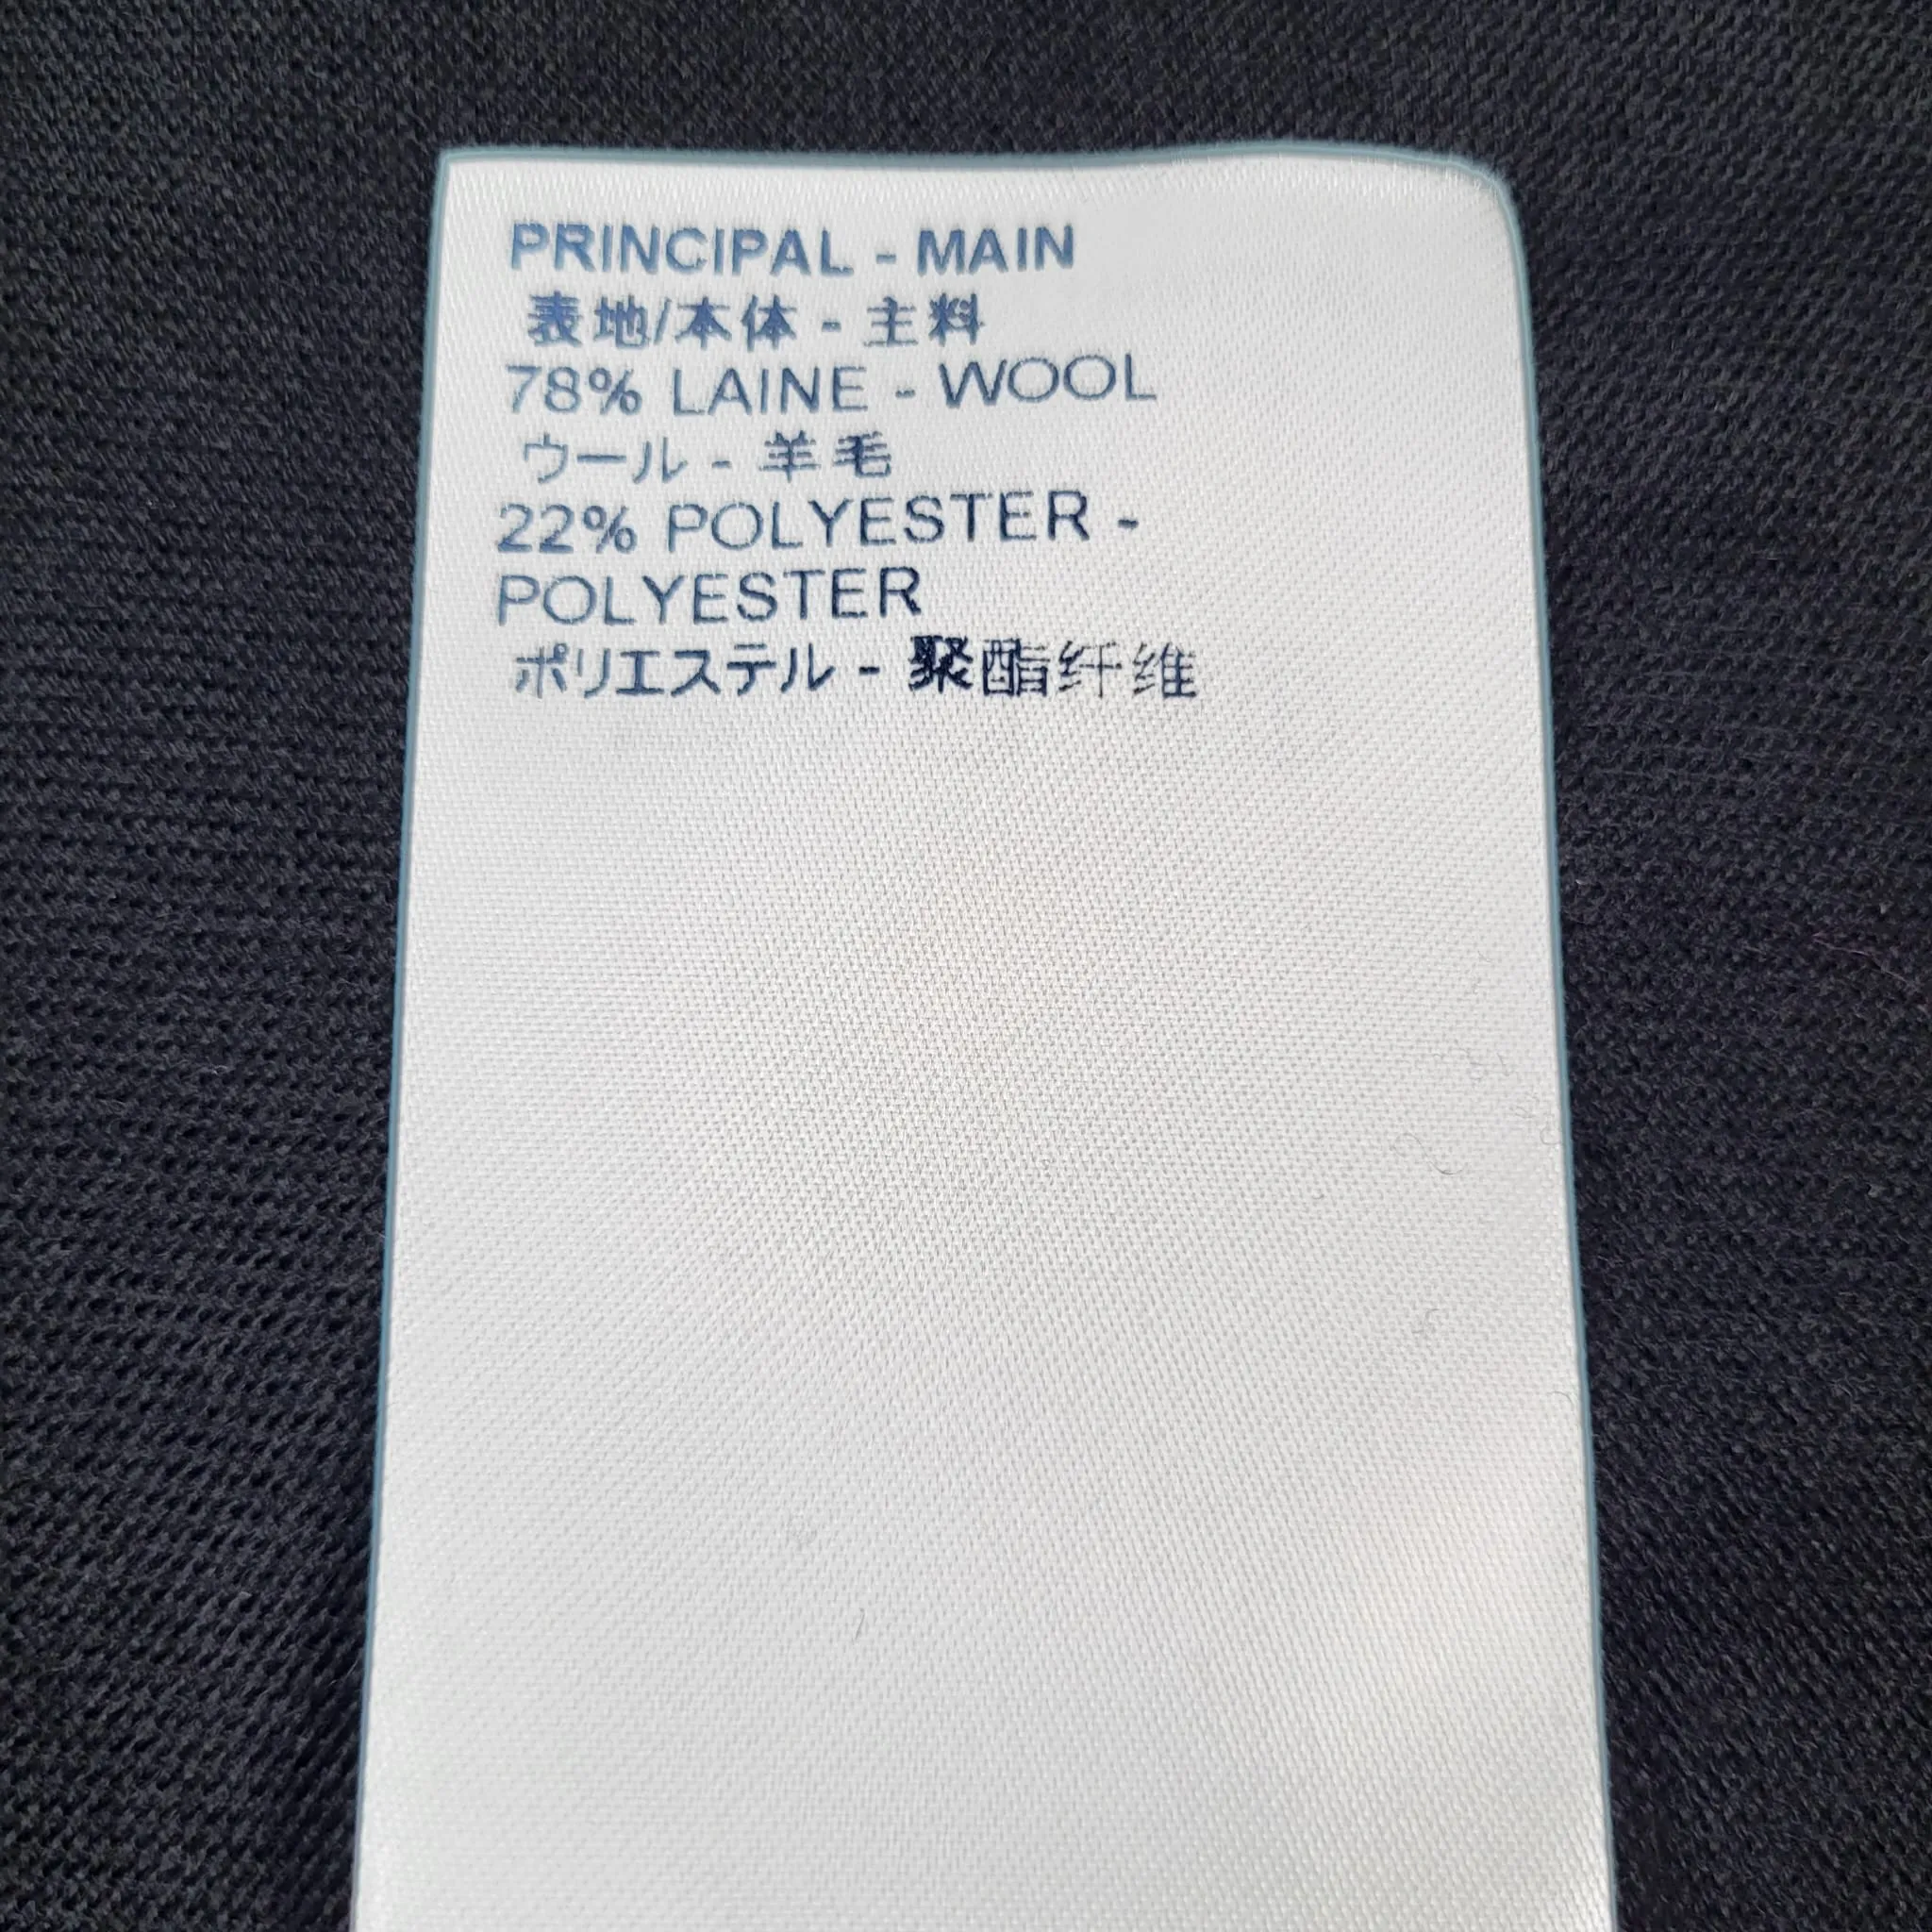 PRINCIPAL - MAIN
表地/本体 - 主料
78% LAINE - WOOL
ウール - 羊毛
22% POLYESTER -
POLYESTER
ポリエステル - 聚酯纤维